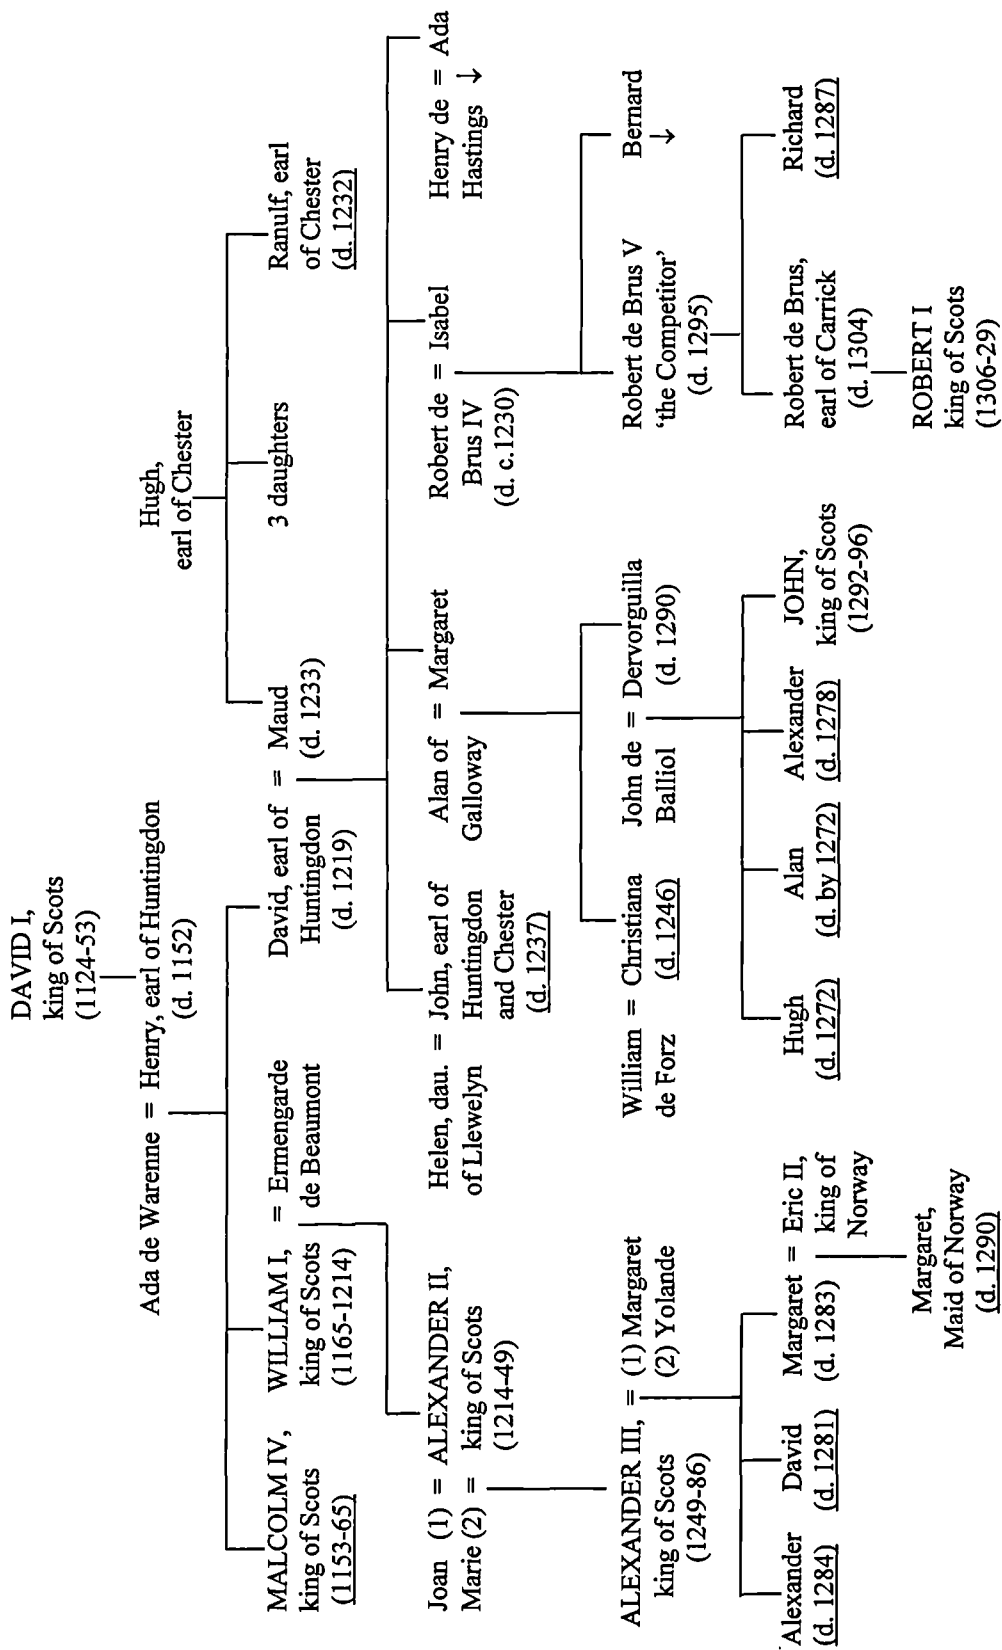 DAVID I,
king of Scots
(1124-53)
Ada de Warenne = Henry, earl of Huntingdon
(d. 1152)
Hugh,
earl of Chester
MALCOLM IV,
king of Scots
(1153-65)
WILLIAM I,
king of Scots
(1165-1214)
= Ermengarde
de Beaumont
David, earl of
Huntingdon
(d. 1219)
= Maud
(d. 1233)
3 daughters
Ranulf, earl
of Chester
(d. 1232)
Joan (1) = ALEXANDER II,
Marie (2) = king of Scots
(1214-49)
Helen, dau.
of Llewelyn
= John, earl of
Huntingdon
and Chester
(d. 1237)
Alan of
Galloway
= Margaret
Robert de
Brus IV
(d. c.1230)
= Isabel
Henry de
Hastings
= Ada
↓
ALEXANDER III,
king of Scots
(1249-86)
= (1) Margaret
(2) Yolande
William
de Forz
= Christiana
(d. 1246)
John de
Balliol
= Dervorguilla
(d. 1290)
Robert de Brus V
'the Competitor'
(d. 1295)
Bernard
↓
Alexander
(d. 1284)
David
(d. 1281)
Margaret
(d. 1283)
= Eric II,
king of
Norway
Hugh
(d. 1272)
Alan
(d. by 1272)
Alexander
(d. 1278)
JOHN,
king of Scots
(1292-96)
Robert de Brus,
earl of Carrick
(d. 1304)
Richard
(d. 1287)
Margaret,
Maid of Norway
(d. 1290)
ROBERT I
king of Scots
(1306-29)